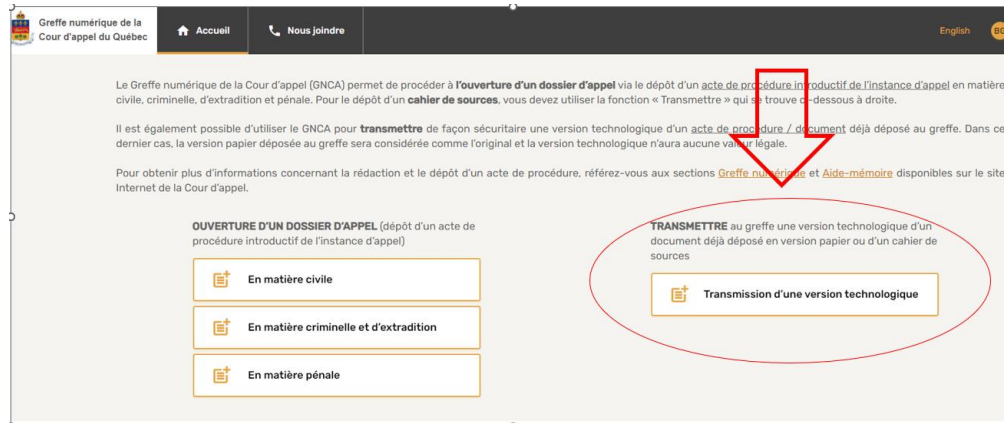 Greffe numérique de la
Cour d'appel du Québec
Accueil
Nous joindre
English
BG
Le Greffe numérique de la Cour d'appel (GNCA) permet de procéder à l'ouverture d'un dossier d'appel via le dépôt d'un acte de procédure introductif de l'instance d'appel en matière
civile, criminelle, d'extradition et pénale. Pour le dépôt d'un cahier de sources, vous devez utiliser la fonction « Transmettre » qui se trouve ci-dessous à droite.
Il est également possible d'utiliser le GNCA pour transmettre de façon sécuritaire une version technologique d'un acte de procédure / document déjà déposé au greffe. Dans ce
dernier cas, la version papier déposée au greffe sera considérée comme l'original et la version technologique n'aura aucune valeur légale.
Pour obtenir plus d'informations concernant la rédaction et le dépôt d'un acte de procédure, référez-vous aux sections Greffe numérique et Aide-mémoire disponibles sur le site
Internet de la Cour d'appel.
OUVERTURE D'UN DOSSIER D'APPEL (dépôt d'un acte de
procédure introductif de l'instance d'appel)
En matière civile
En matière criminelle et d'extradition
En matière pénale
TRANSMETTRE au greffe une version technologique d'un
document déjà déposé en version papier ou d'un cahier de
sources
Transmission d'une version technologique